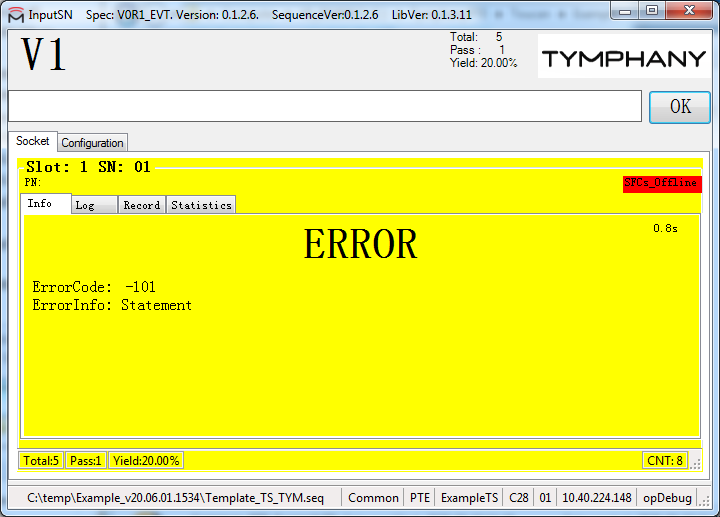 InputSN Spec: V0R1_EVT. Version: 0.1.2.6. SequenceVer:0.1.2.6 LibVer: 0.1.3.11
V1
Total: 5
Pass : 1
Yield: 20.00%
TYMPHANY
OK
Socket Configuration
Slot: 1 SN: 01
PN:
SFCs_Offline
Info Log Record Statistics
ERROR
0.8s
ErrorCode: -101
ErrorInfo: Statement
Total:5 Pass:1 Yield:20.00% CNT: 8
C:\temp\Example_v20.06.01.1534\Template_TS_TYM.seq Common PTE ExampleTS C28 01 10.40.224.148 opDebug